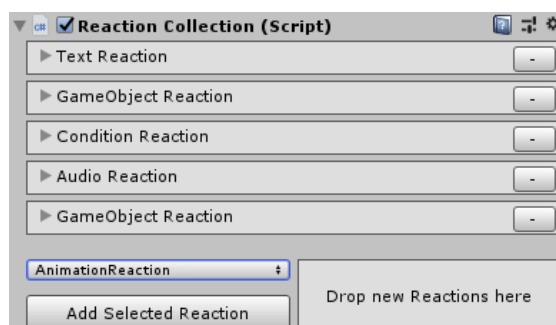 Reaction Collection (Script)
Text Reaction
-
GameObject Reaction
-
Condition Reaction
-
Audio Reaction
-
GameObject Reaction
-
AnimationReaction
Add Selected Reaction
Drop new Reactions here